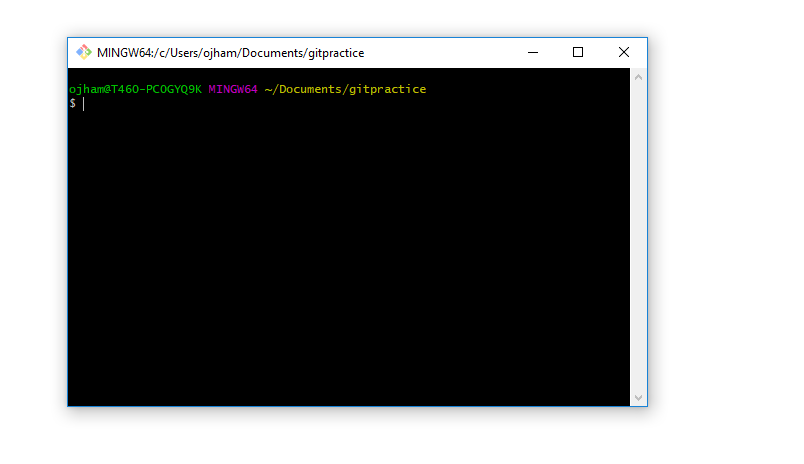 MINGW64:/c/Users/ojham/Documents/gitpractice
ojham@T460-PC0GYQ9K MINGW64 ~/Documents/gitpractice
$